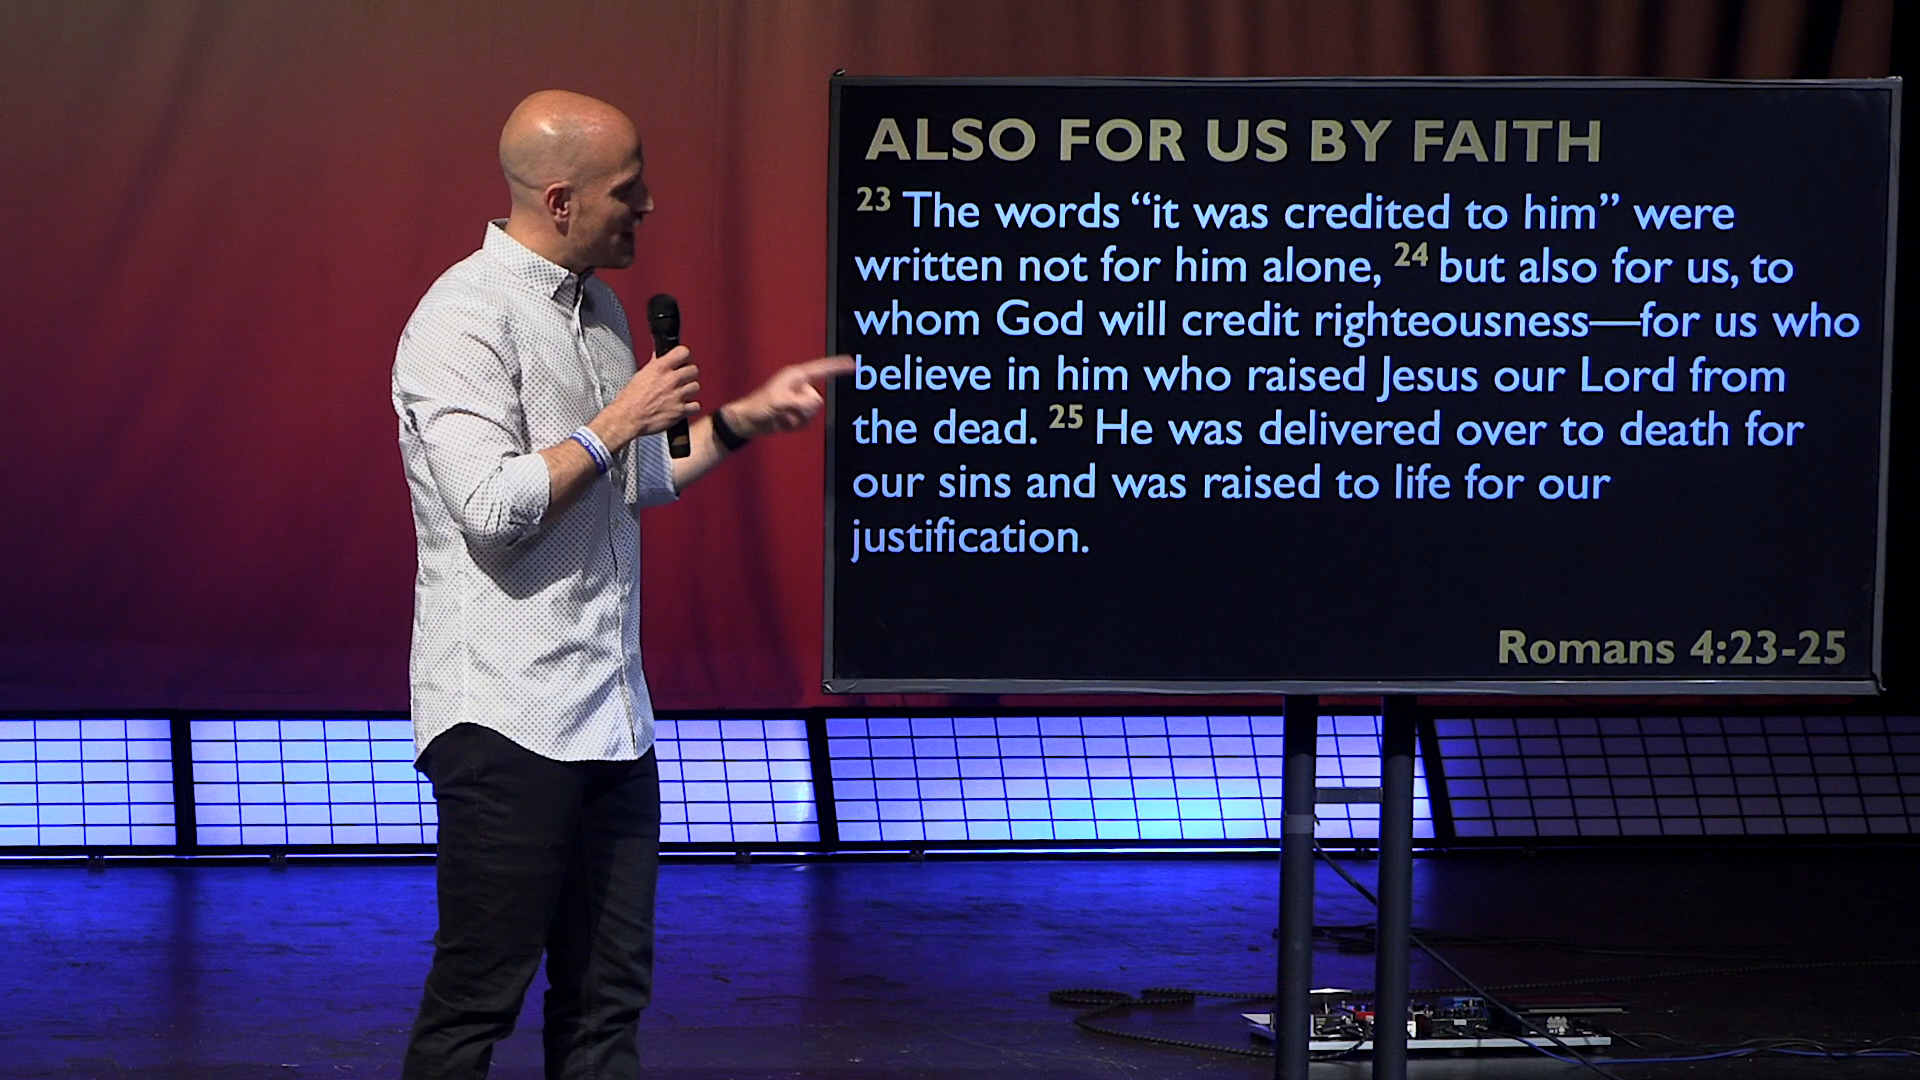 ALSO FOR US BY FAITH
23 The words “it was credited to him” were
written not for him alone, 24 but also for us, to
whom God will credit righteousness—for us who
believe in him who raised Jesus our Lord from
the dead. 25 He was delivered over to death for
our sins and was raised to life for our
justification.
Romans 4:23-25